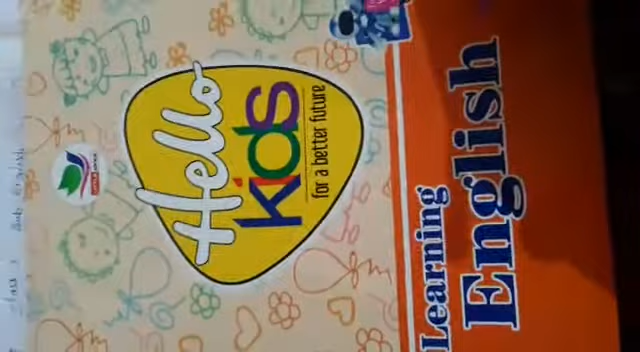 Hello
kids
for a better future
Learning
English